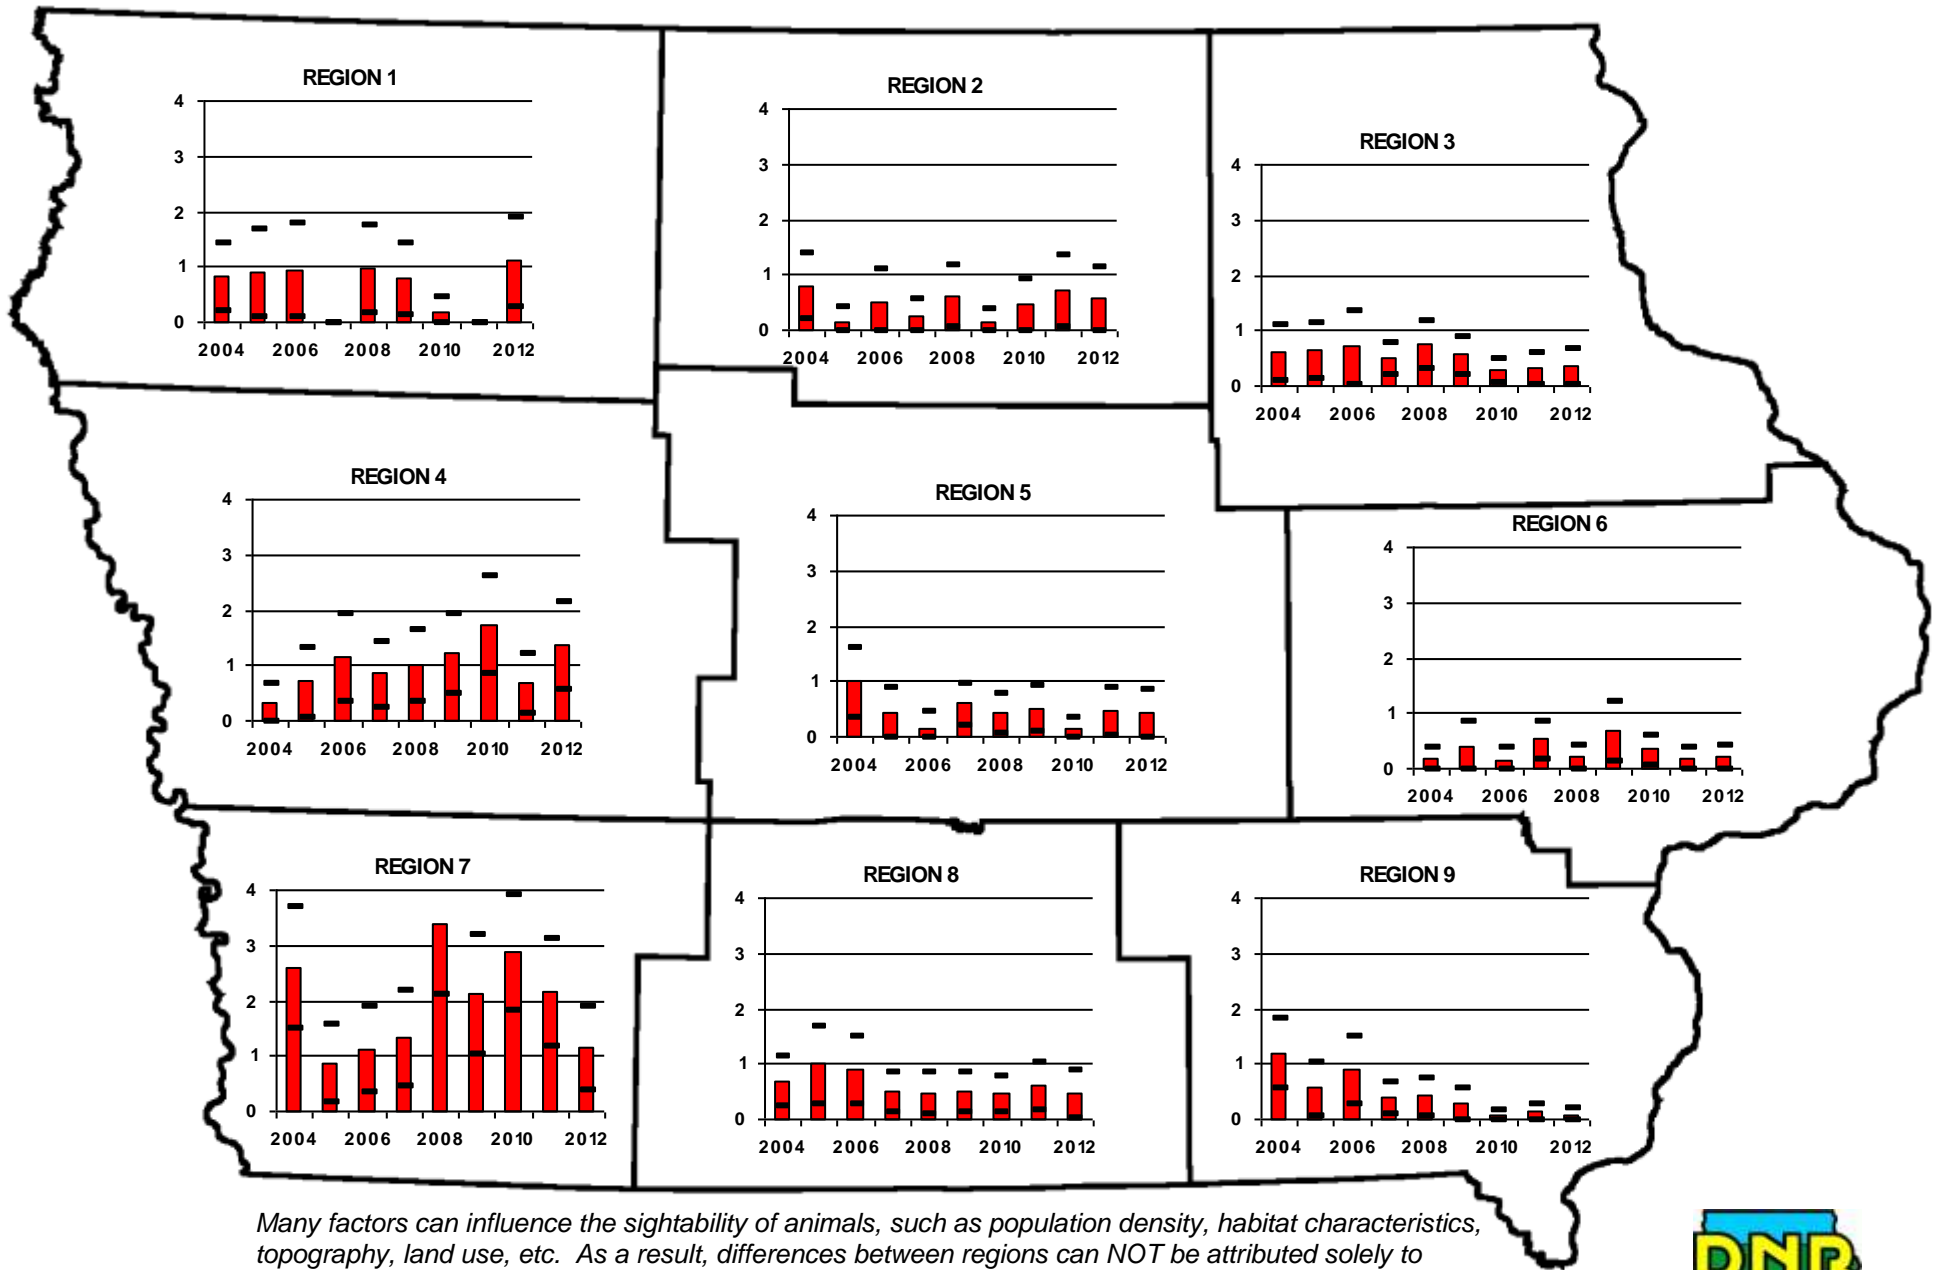 REGION 1
4
3
2
1
0
2004 2006 2008 2010 2012
REGION 2
4
3
2
1
0
2004 2006 2008 2010 2012
REGION 3
4
3
2
1
0
2004 2006 2008 2010 2012
REGION 4
4
3
2
1
0
2004 2006 2008 2010 2012
REGION 5
4
3
2
1
0
2004 2006 2008 2010 2012
REGION 6
4
3
2
1
0
2004 2006 2008 2010 2012
REGION 7
4
3
2
1
0
2004 2006 2008 2010 2012
REGION 8
4
3
2
1
0
2004 2006 2008 2010 2012
REGION 9
4
3
2
1
0
2004 2006 2008 2010 2012
Many factors can influence the sightability of animals, such as population density, habitat characteristics,
topography, land use, etc. As a result, differences between regions can NOT be attributed solely to
DNR